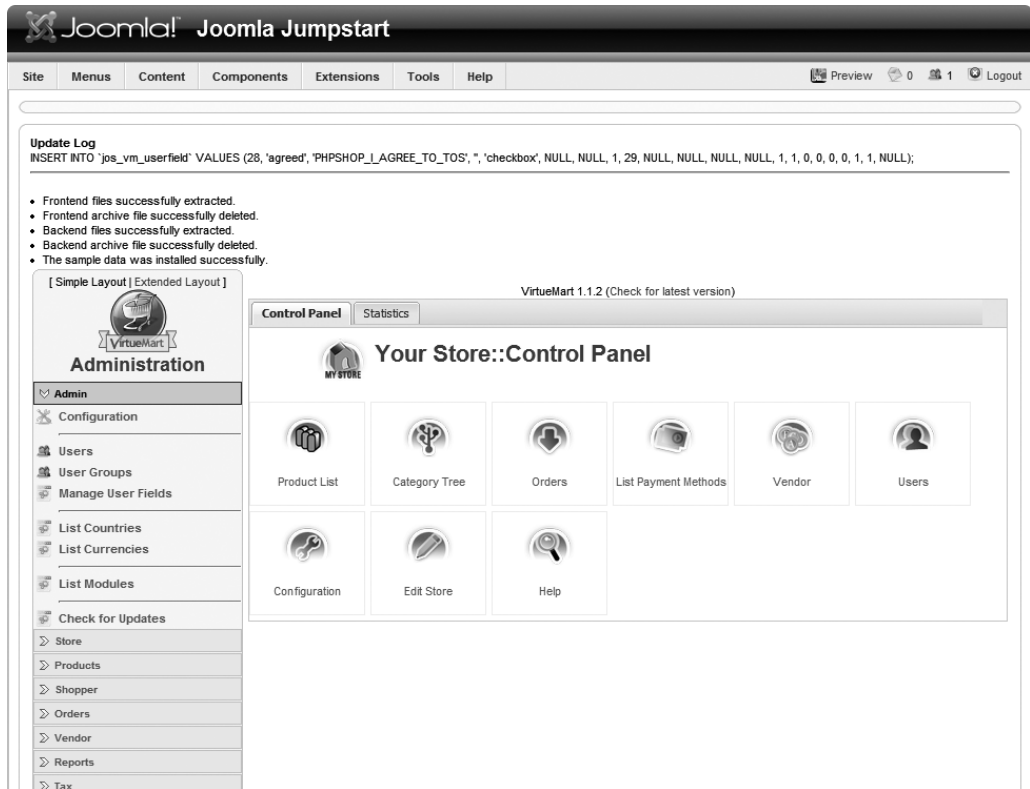 Joomla! Joomla Jumpstart
Site Menus Content Components Extensions Tools Help Preview 0 1 Logout
Update Log
INSERT INTO `jos_vm_userfield` VALUES (28, 'agreed', 'PHPSHOP_I_AGREE_TO_TOS', '', 'checkbox', NULL, NULL, 1, 29, NULL, NULL, NULL, NULL, 1, 1, 0, 0, 0, 0, 1, 1, NULL);
• Frontend files successfully extracted.
• Frontend archive file successfully deleted.
• Backend files successfully extracted.
• Backend archive file successfully deleted.
• The sample data was installed successfully.
[ Simple Layout | Extended Layout ]
VirtueMart
Administration
Admin
Configuration
Users
User Groups
Manage User Fields
List Countries
List Currencies
List Modules
Check for Updates
Store
Products
Shopper
Orders
Vendor
Reports
Tax
VirtueMart 1.1.2 (Check for latest version)
Control Panel Statistics
MY STORE
Your Store::Control Panel
Product List Category Tree Orders List Payment Methods Vendor Users
Configuration Edit Store Help